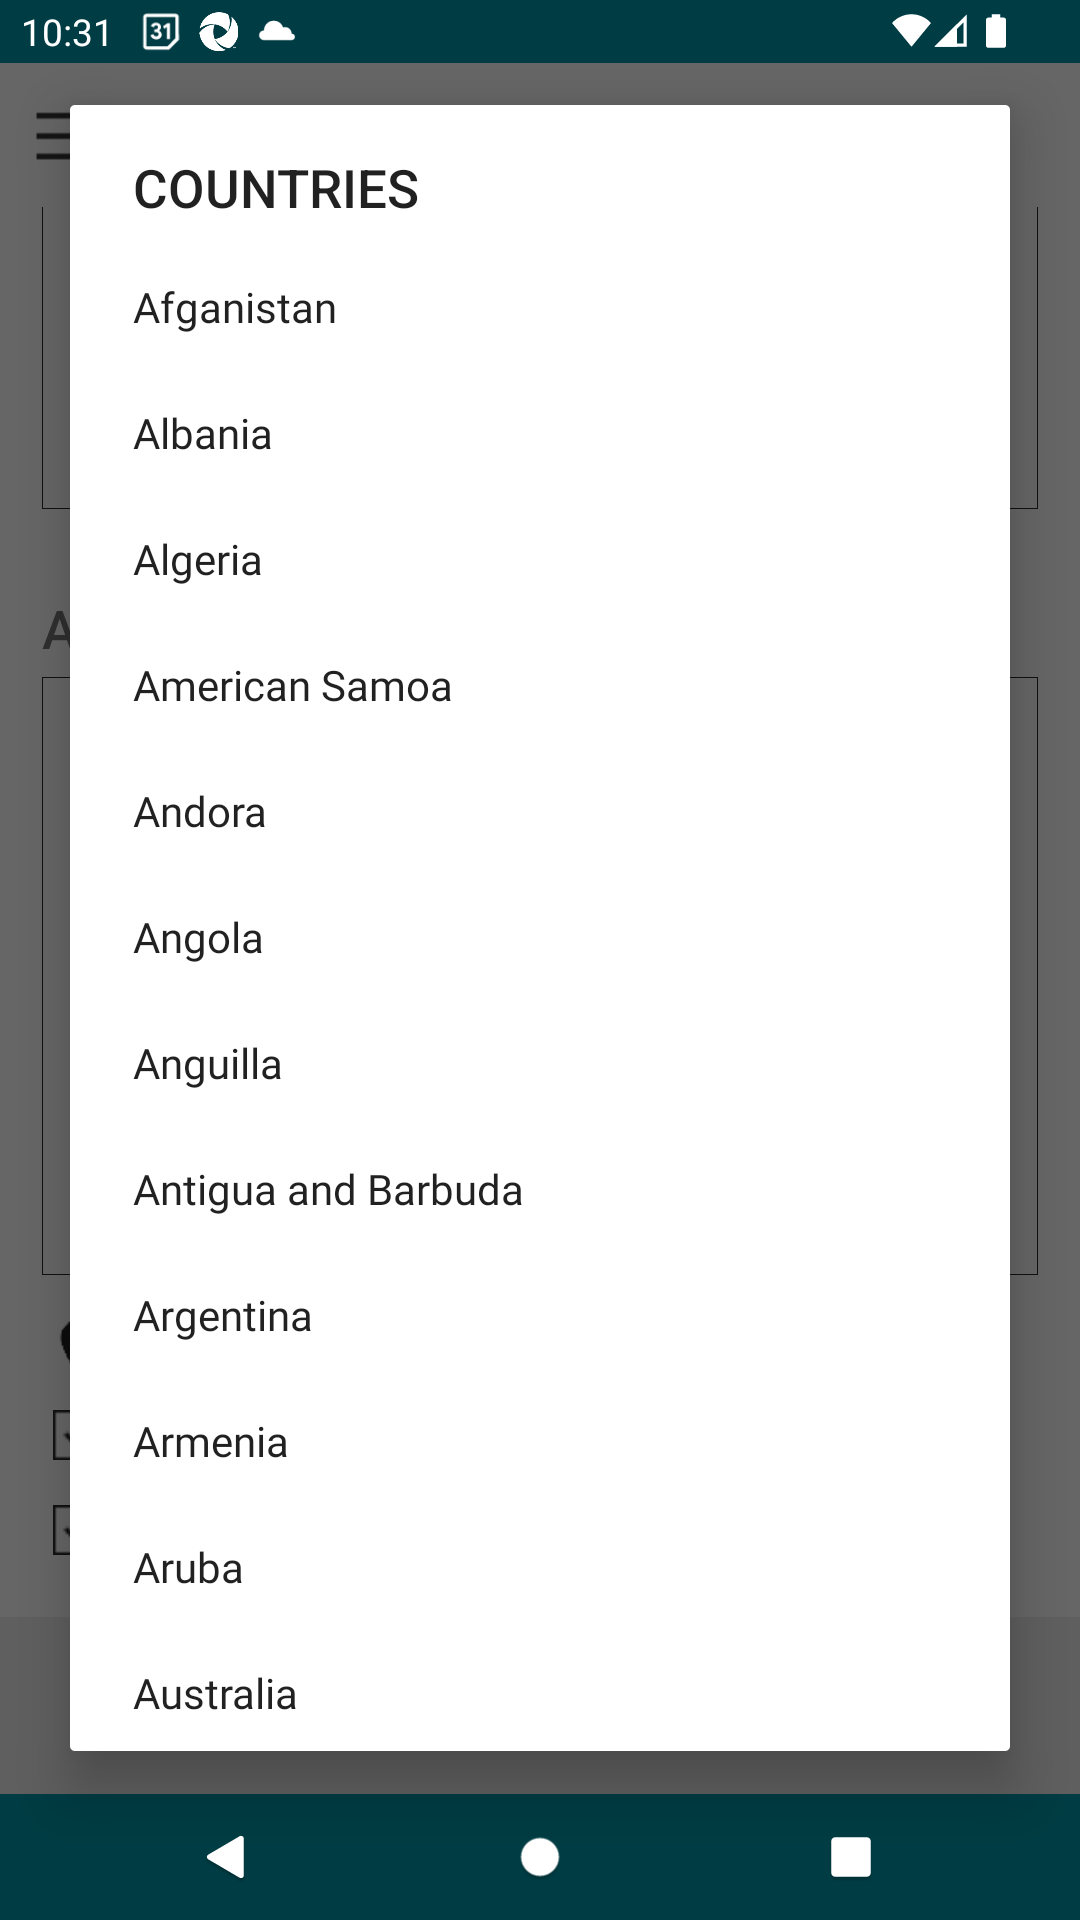 10:31 31
COUNTRIES
Afganistan
Albania
Algeria
American Samoa
Andora
Angola
Anguilla
Antigua and Barbuda
Argentina
Armenia
Aruba
Australia